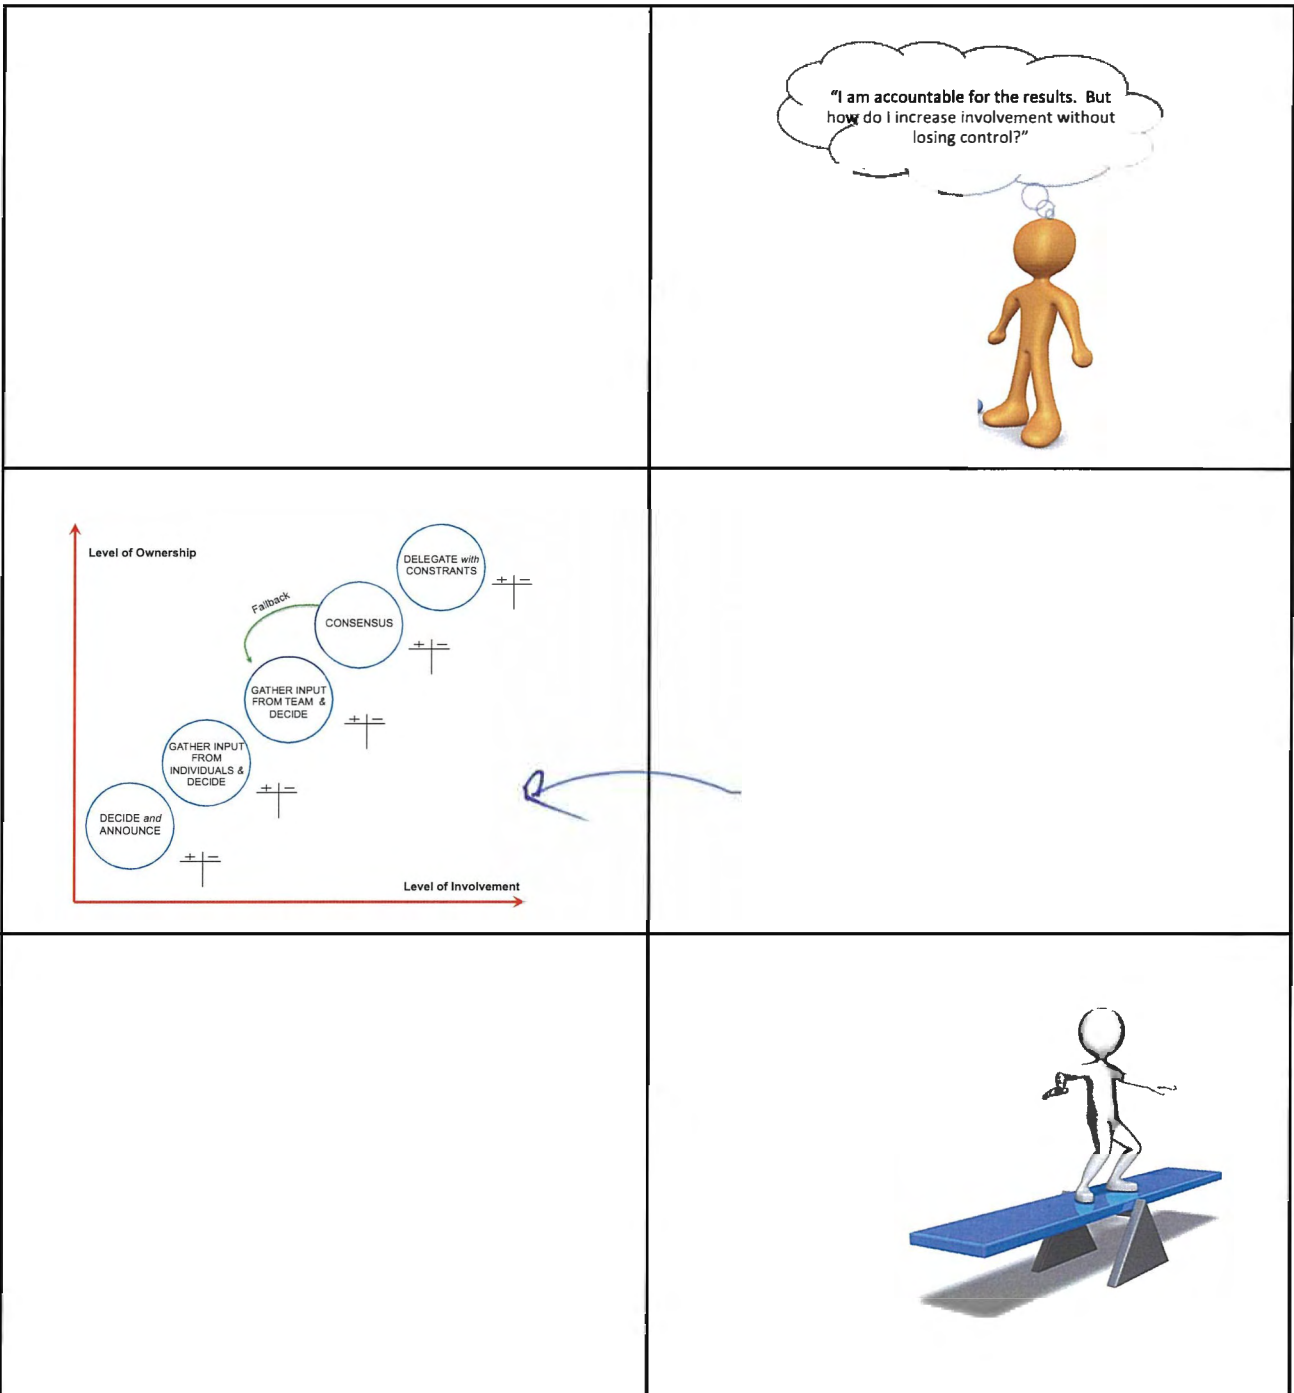 "I am accountable for the results. But
how do I increase involvement without
losing control?"
Level of Ownership
DELEGATE with
CONSTRANTS
+ −
Fallback
CONSENSUS
+ −
GATHER INPUT
FROM TEAM &
DECIDE
+ −
GATHER INPUT
FROM
INDIVIDUALS &
DECIDE
+ −
DECIDE and
ANNOUNCE
+ −
Level of Involvement